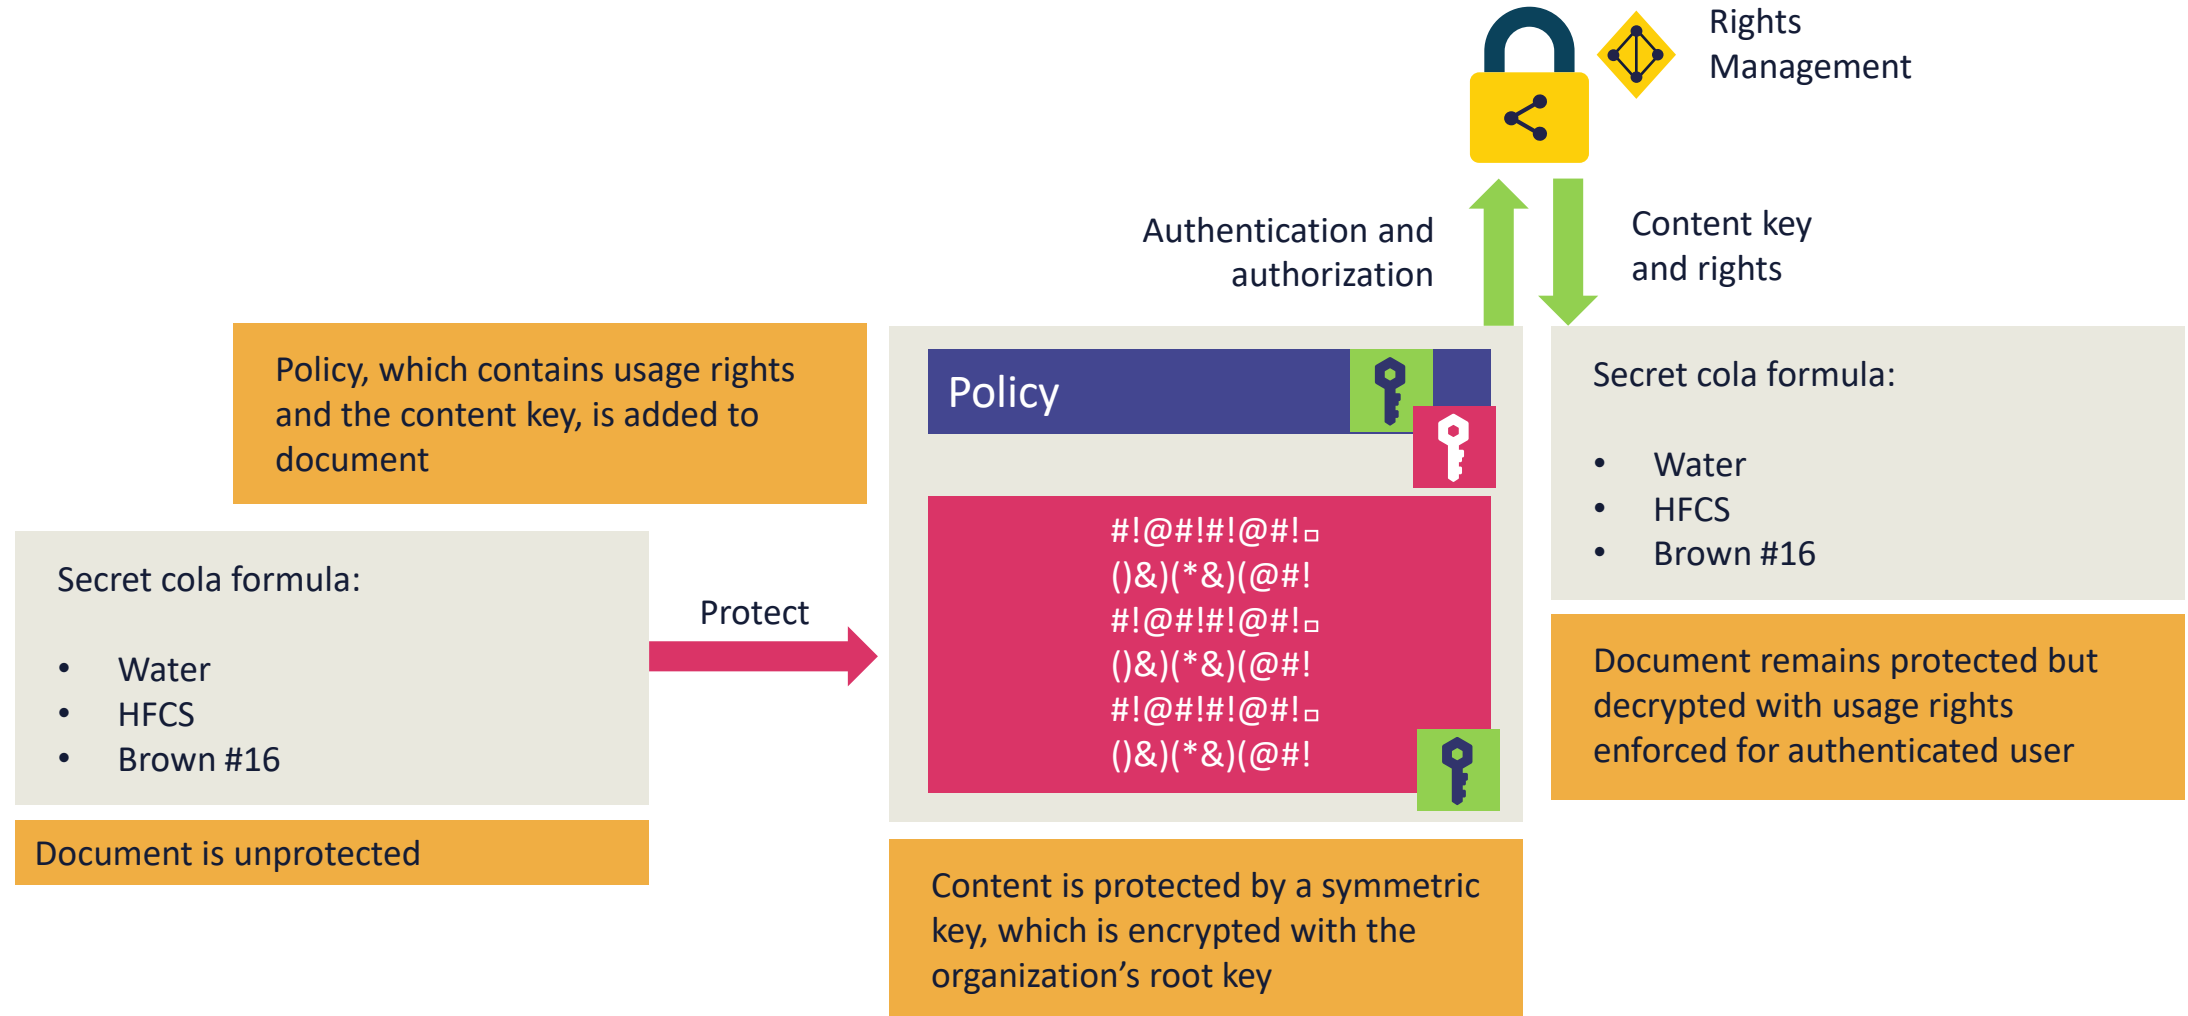 Rights
Management
Authentication and
authorization
Content key
and rights
Policy, which contains usage rights
and the content key, is added to
document
Secret cola formula:
• Water
• HFCS
• Brown #16
Document is unprotected
Protect
Policy
#!@#!#!@#!□
()&)(*&)(@#!
#!@#!#!@#!□
()&)(*&)(@#!
#!@#!#!@#!□
()&)(*&)(@#!
Content is protected by a symmetric
key, which is encrypted with the
organization’s root key
Secret cola formula:
• Water
• HFCS
• Brown #16
Document remains protected but
decrypted with usage rights
enforced for authenticated user